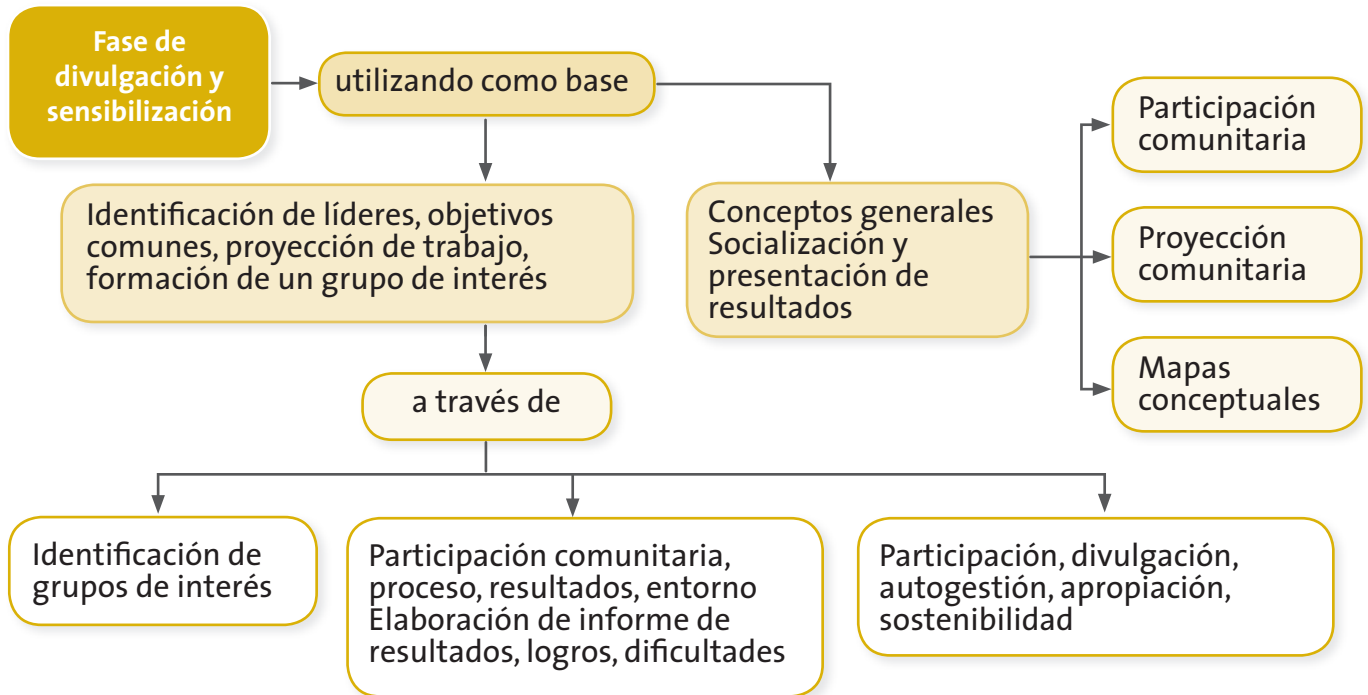 Fase de
divulgación y
sensibilización
utilizando como base
Identificación de líderes, objetivos
comunes, proyección de trabajo,
formación de un grupo de interés
Conceptos generales
Socialización y
presentación de
resultados
Participación
comunitaria
Proyección
comunitaria
Mapas
conceptuales
a través de
Identificación de
grupos de interés
Participación comunitaria,
proceso, resultados, entorno
Elaboración de informe de
resultados, logros, dificultades
Participación, divulgación,
autogestión, apropiación,
sostenibilidad